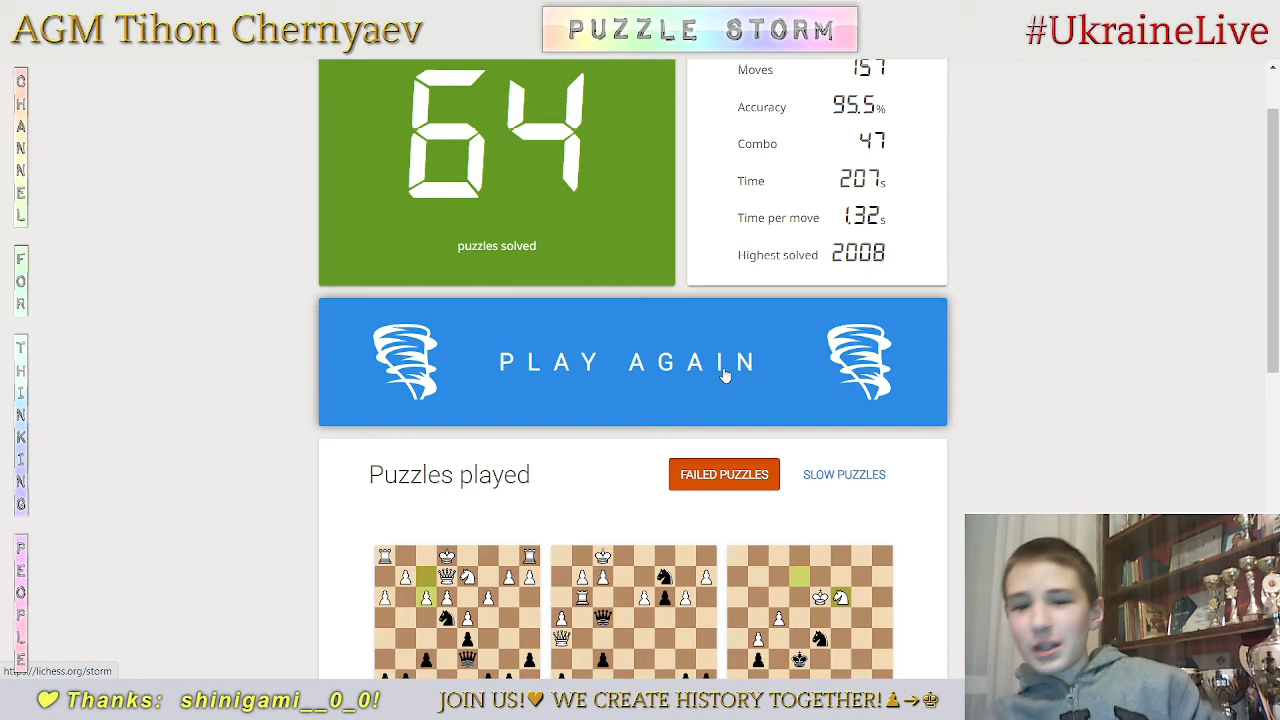 AGM Tihon Chernyaev
PUZZLE STORM
#UkraineLive
CHANNEL
FOR
THINKING
PEOPLE
64
puzzles solved
Moves 157
Accuracy 95.5%
Combo 47
Time 207s
Time per move 1.32s
Highest solved 2008
PLAY AGAIN
Puzzles played
FAILED PUZZLES
SLOW PUZZLES
https://lichess.org/storm
Thanks: shinigami__0_0!
JOIN US! WE CREATE HISTORY TOGETHER!